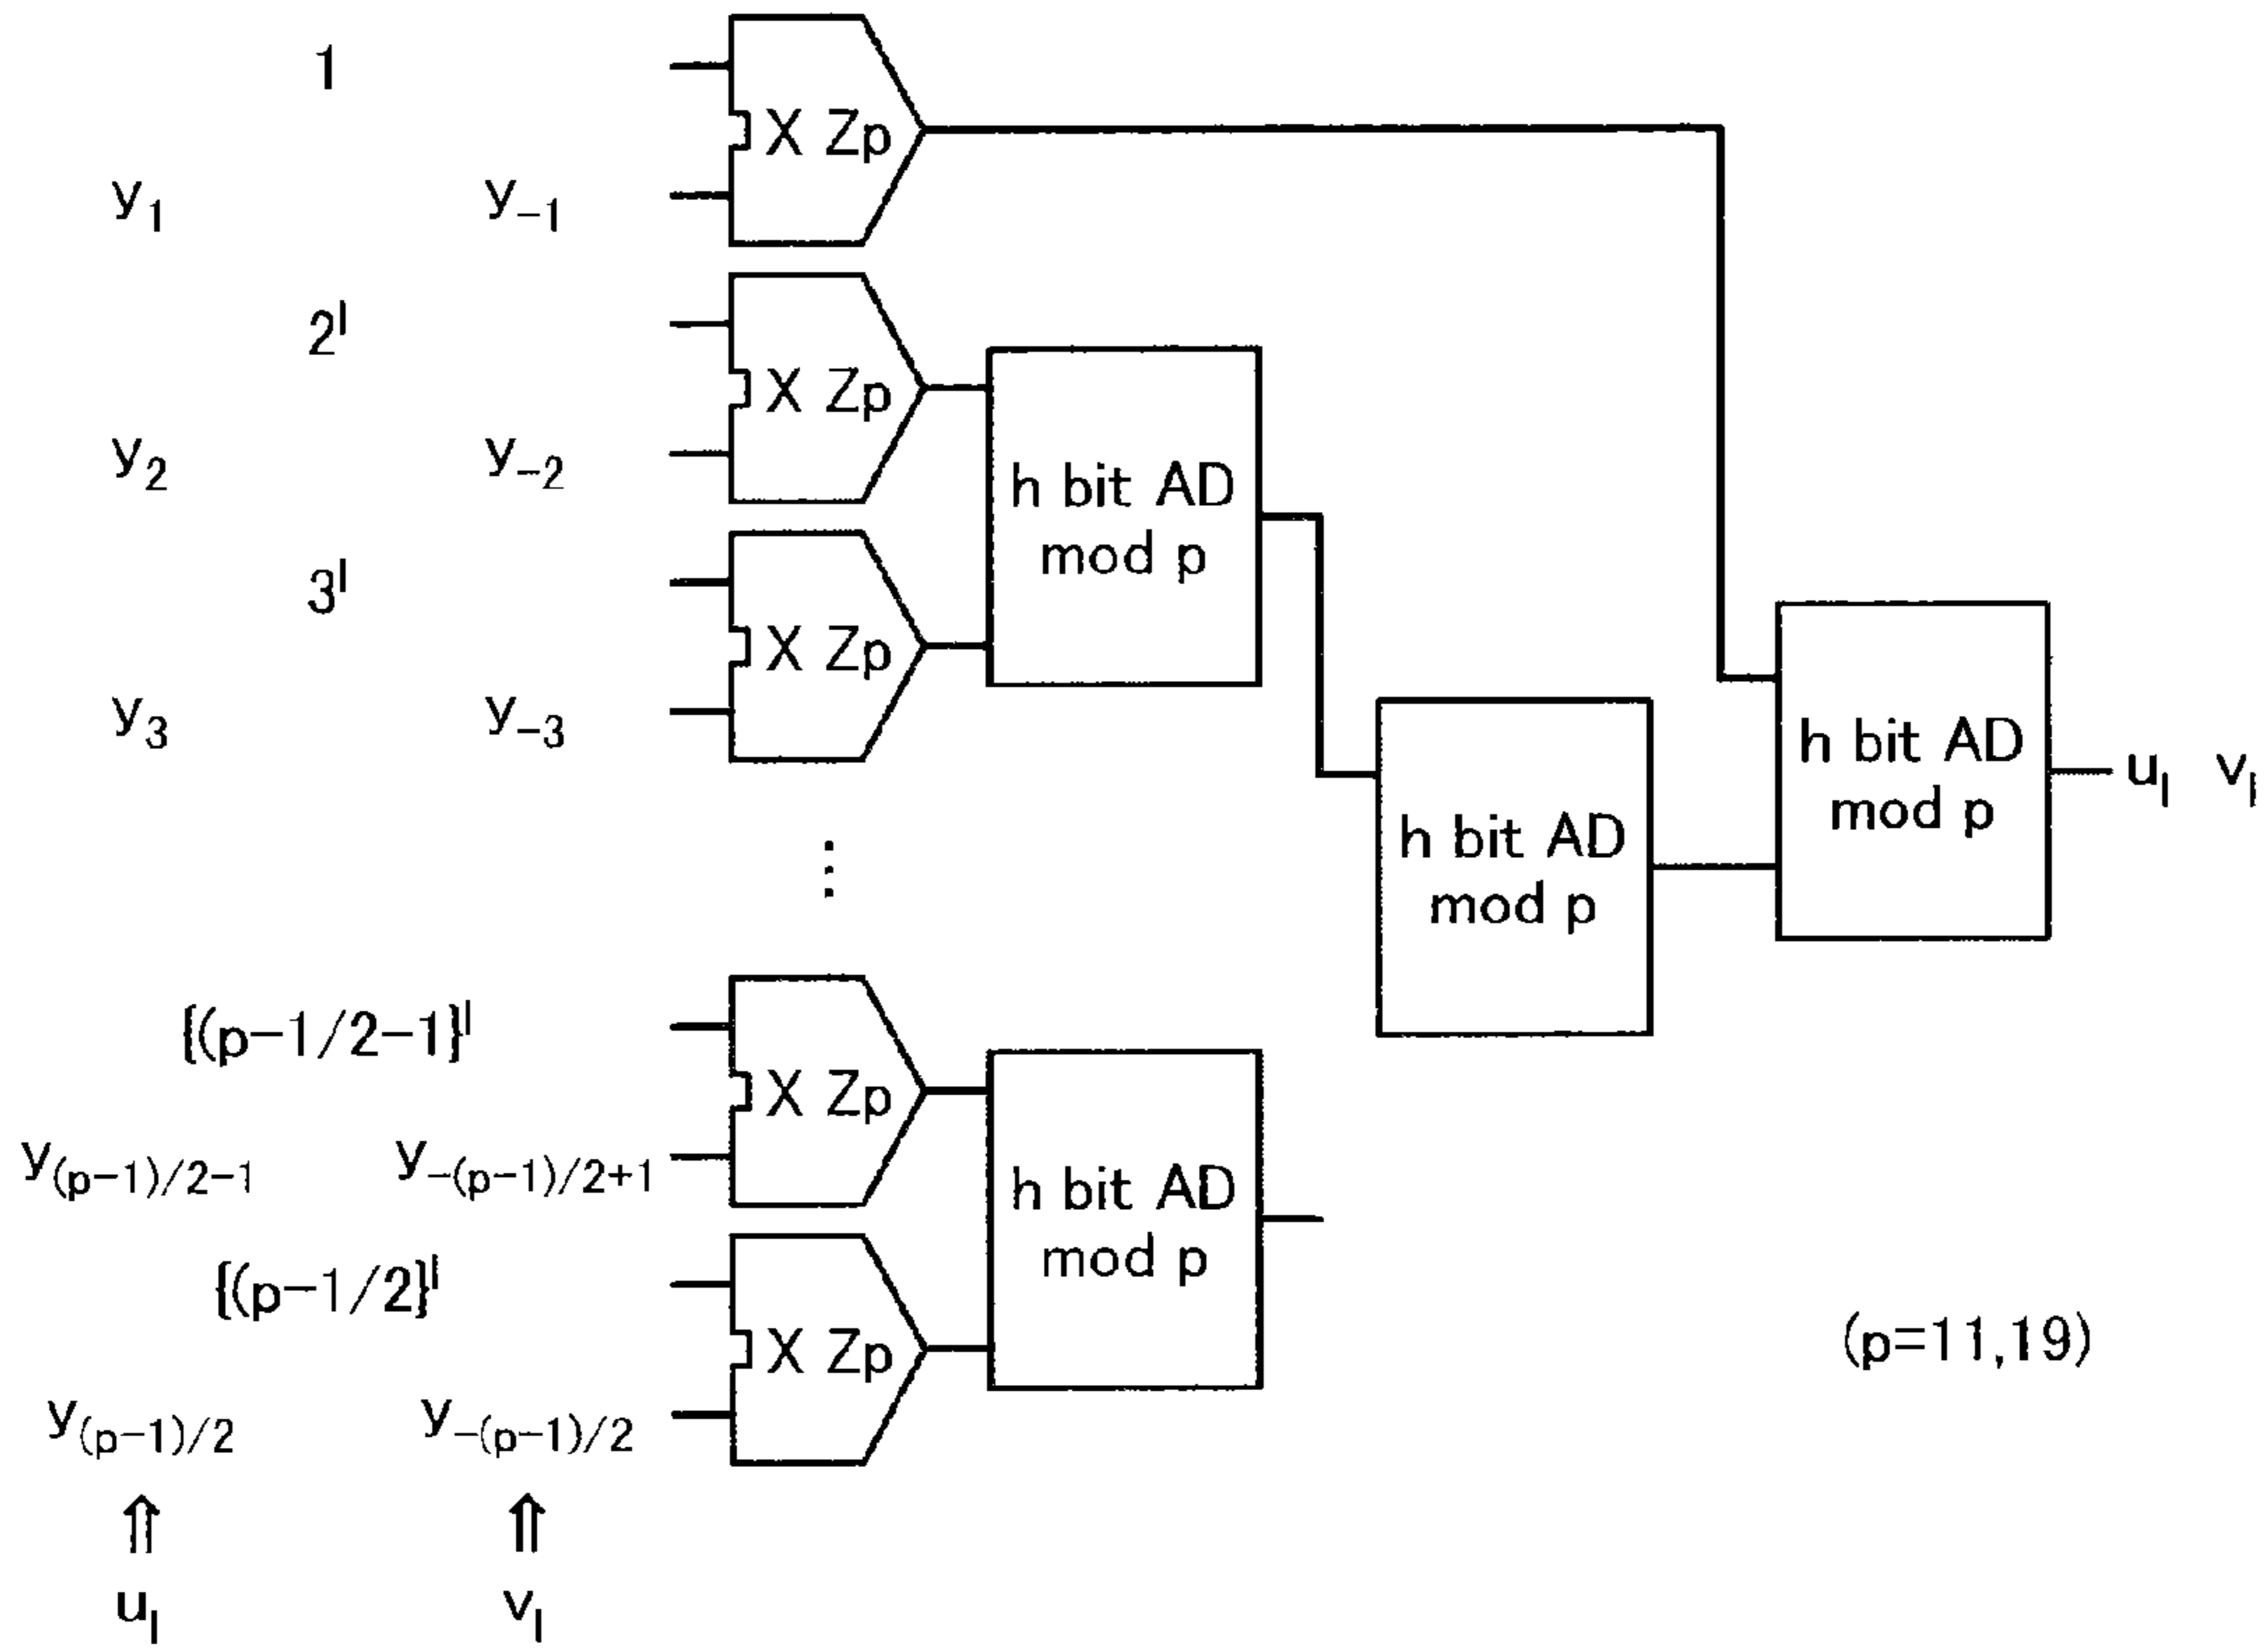 1
X Zp
y₁ y₋₁
2ˡ
X Zp
y₂ y₋₂
h bit AD
mod p
3ˡ
X Zp
y₃ y₋₃
h bit AD
mod p
uₗ vₗ
h bit AD
mod p
⋮
{(p−1/2−1}ˡ
X Zp
y(p−1)/2−1 y−(p−1)/2+1
h bit AD
mod p
{(p−1/2}ˡ
X Zp
(p=11,19)
y(p−1)/2 y−(p−1)/2
⇑ ⇑
uₗ vₗ